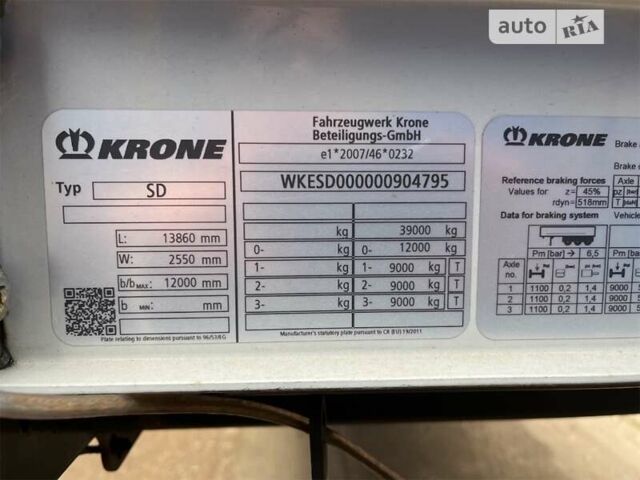 auto RIA
KRONE
Typ SD
L: 13860 mm
W: 2550 mm
b/bMAX: 12000 mm
b MIN: mm
Plate relating to dimensions pursuant to 96/53/EG
Fahrzeugwerk Krone
Beteiligungs-GmbH
e1*2007/46*0232
WKESD000000904795
kg 39000 kg
0- kg 0- 12000 kg
1- kg 1- 9000 kg T
2- kg 2- 9000 kg T
3- kg 3- 9000 kg T
Manufacturer's statutory plate pursuant to CR (EU) 19/2011
KRONE
Brake
Brake
Reference braking forces Axle
Values for z= 45% pz
rdyn= 518mm T
Data for braking system Vehicle
Pm [bar] → 6,5 Pm [bar]
Axle
no.
1 1100 0,2 1,4 9000
2 1100 0,2 1,4 9000
3 1100 0,2 1,4 9000